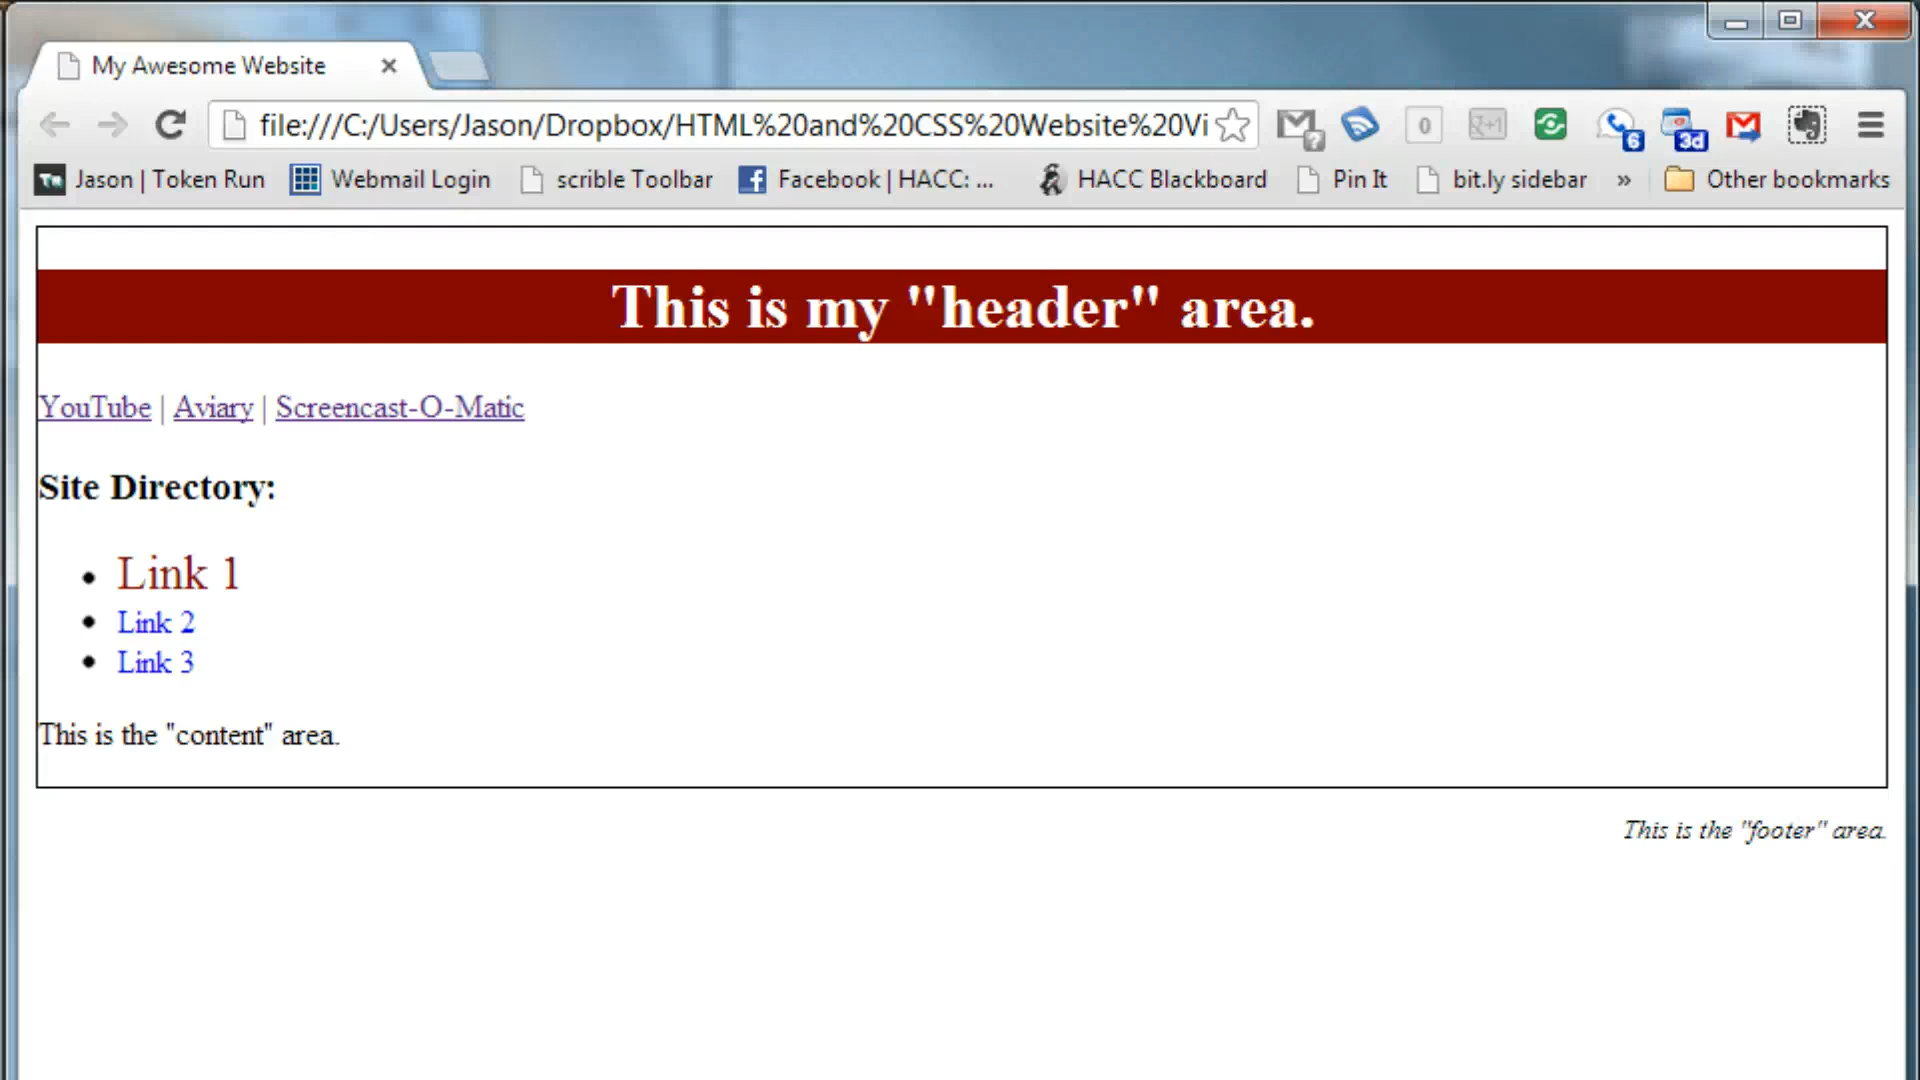 My Awesome Website
file:///C:/Users/Jason/Dropbox/HTML%20and%20CSS%20Website%20Vi
?
0
g+1
6
3d
Jason | Token Run
Webmail Login
scrible Toolbar
Facebook | HACC: ...
HACC Blackboard
Pin It
bit.ly sidebar
»
Other bookmarks
This is my "header" area.
YouTube | Aviary | Screencast-O-Matic
Site Directory:
• Link 1
• Link 2
• Link 3
This is the "content" area.
This is the "footer" area.